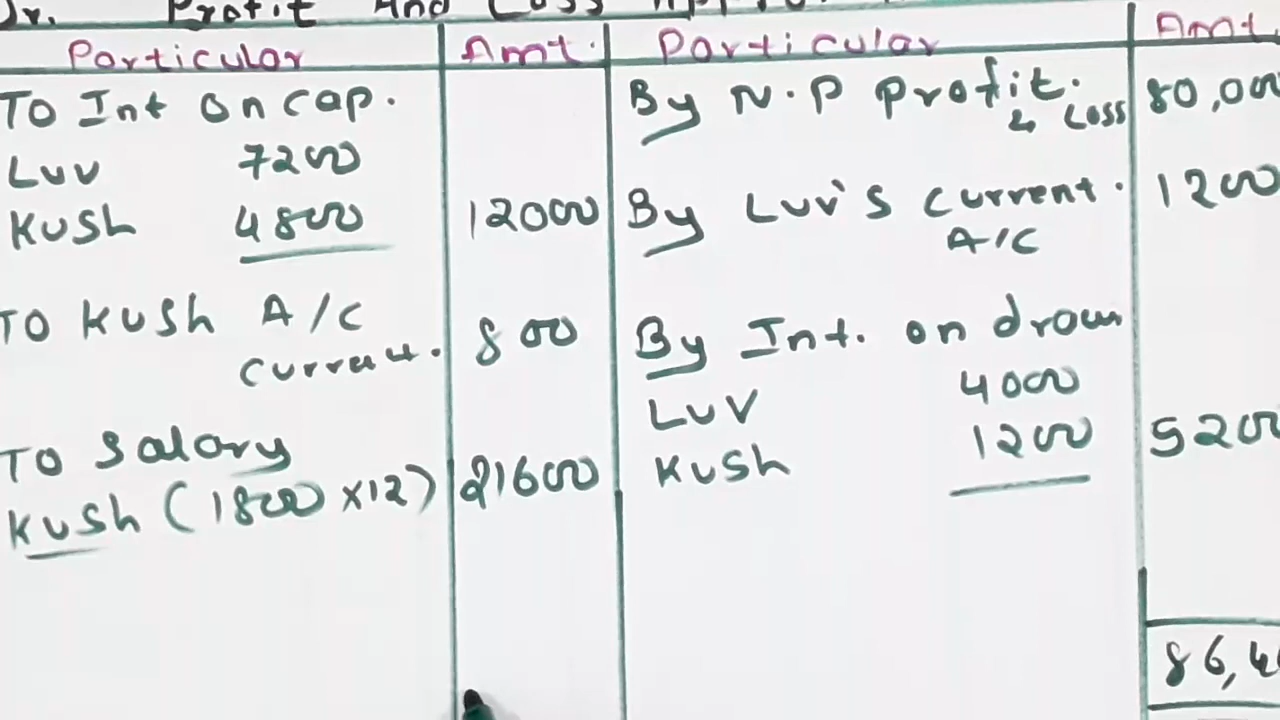 Dr. Profit And Loss
Particular Amt. Particular Amt.
To Int on cap. By N.P Profit. 80,000
& Loss
Luv 7200
Kush 4800 12000 By Luv's Current. 1200
A/C
To Kush A/C 800 By Int. on draw
Current.
Luv 4000
To Salary Kush 1200 5200
Kush (1800 x12) 21600
86,4